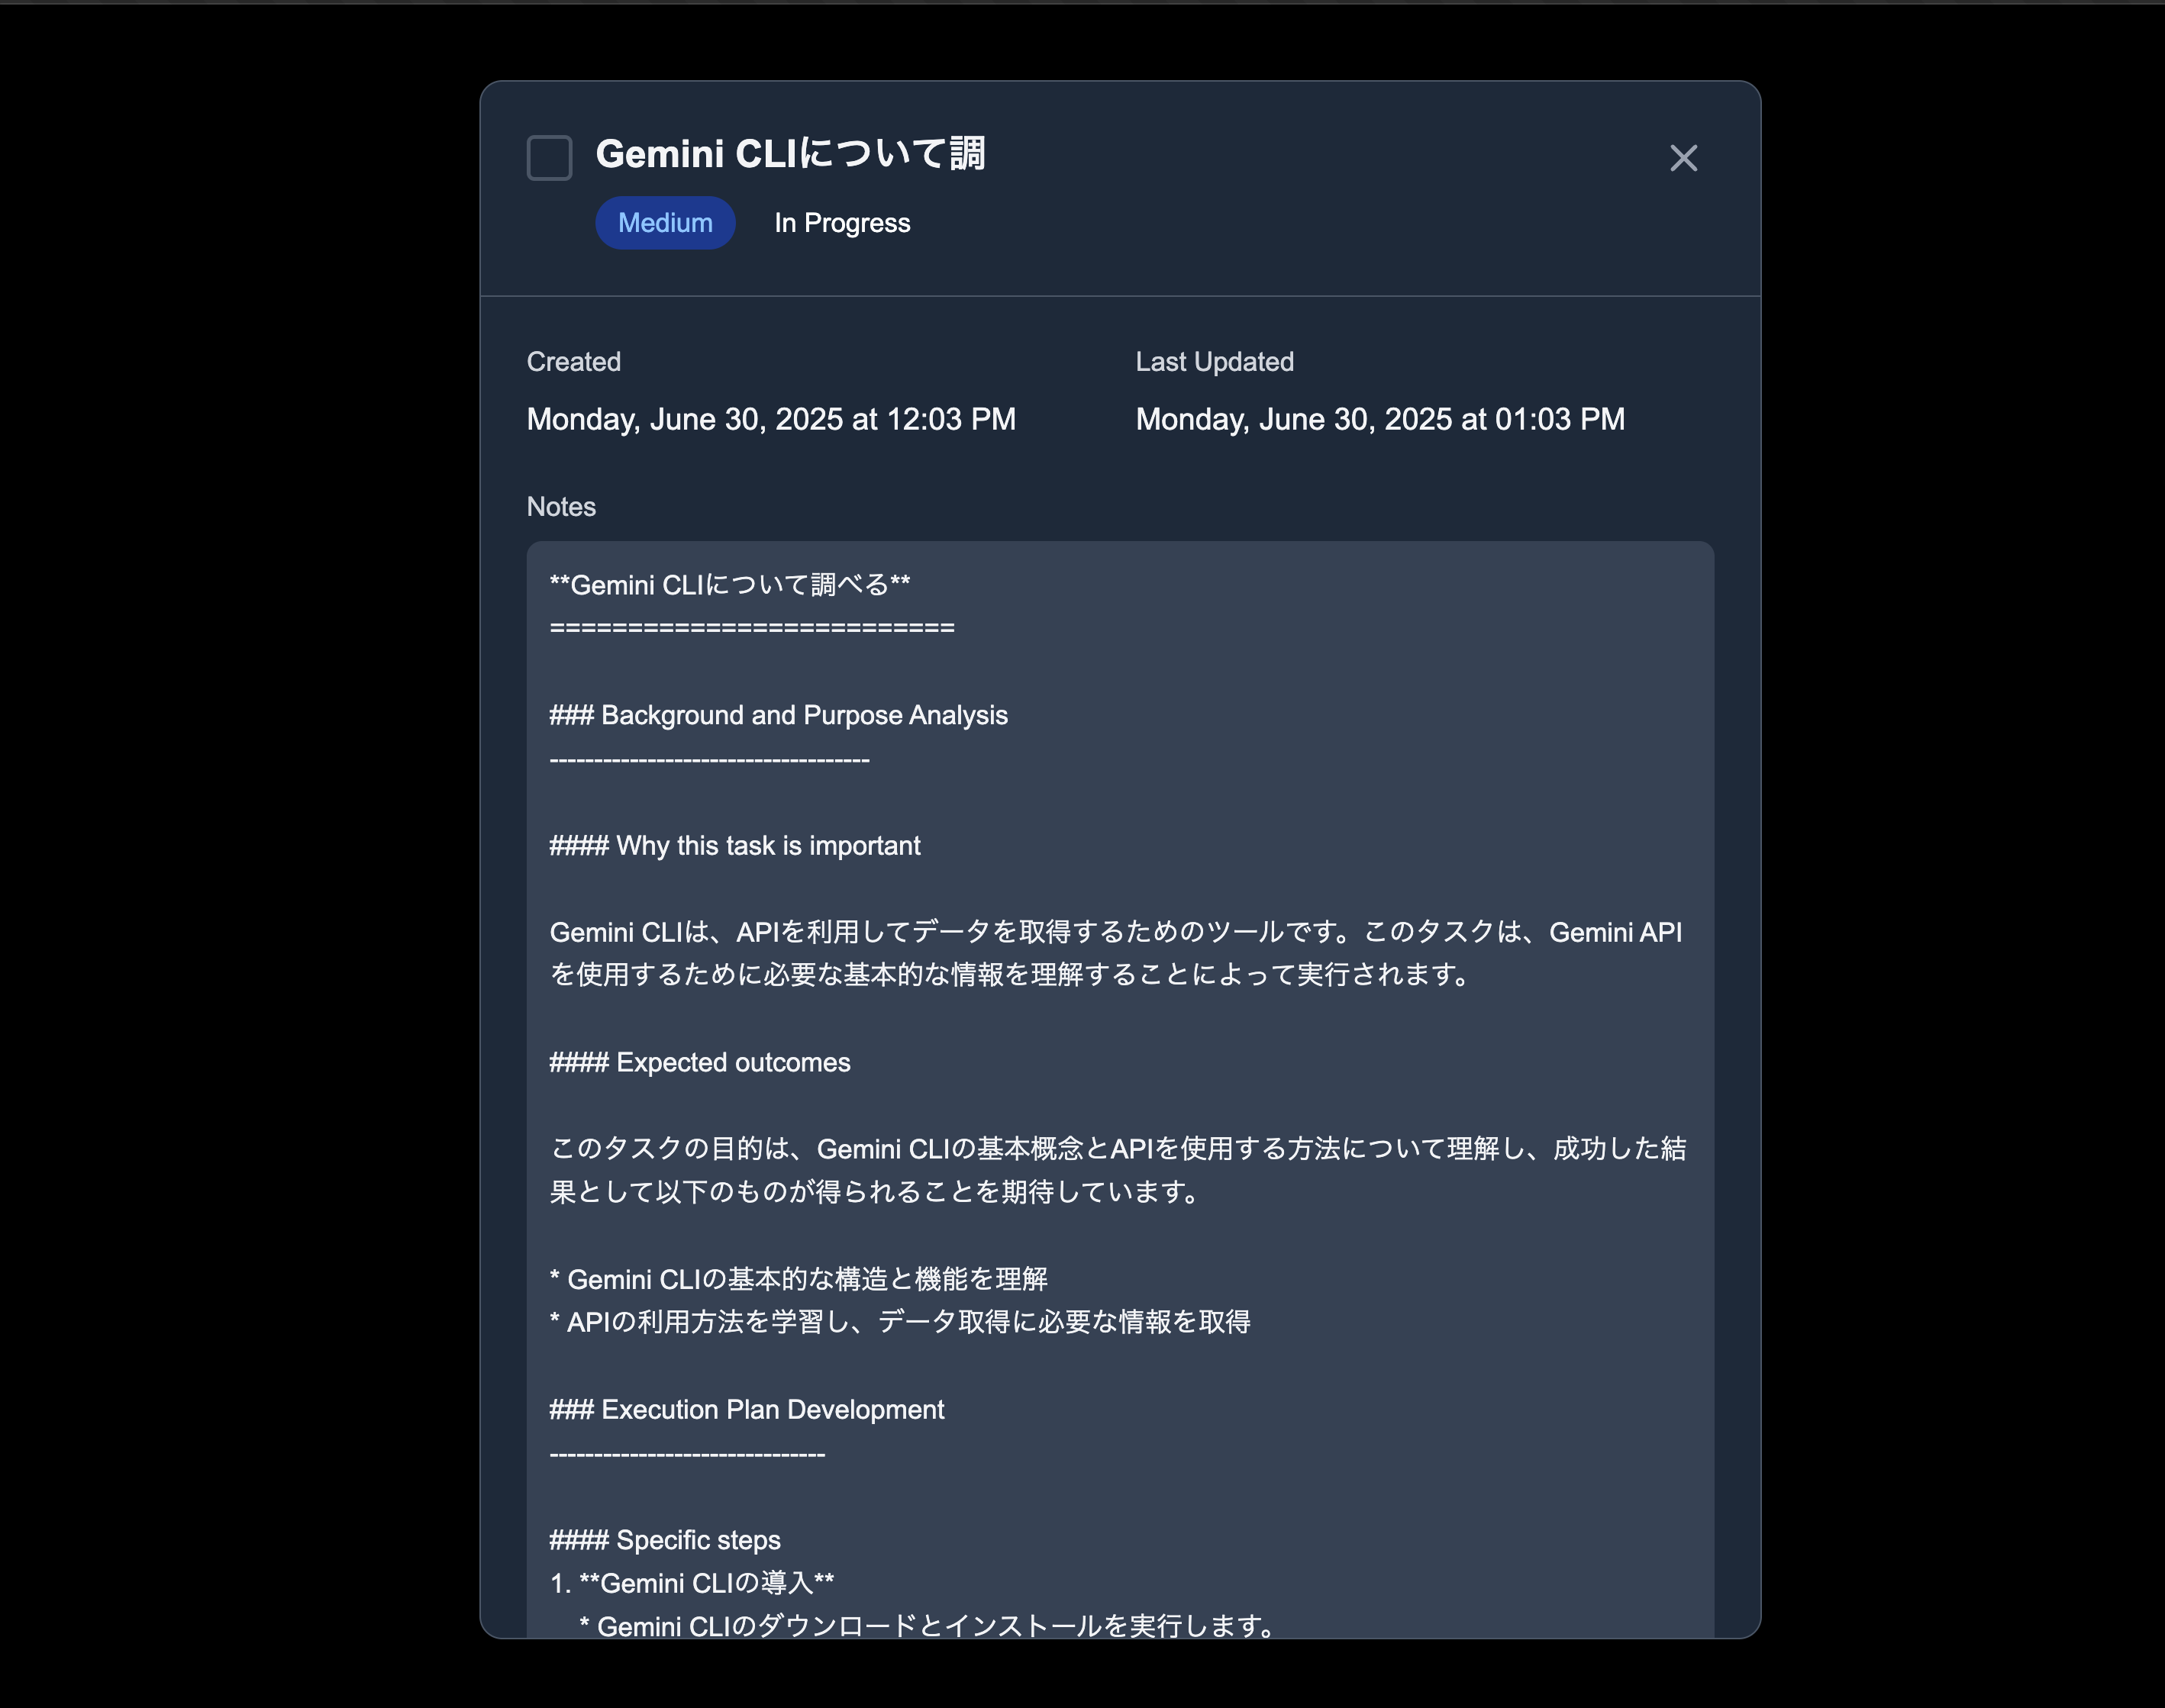 Gemini CLIについて調
Medium In Progress
Created Last Updated
Monday, June 30, 2025 at 12:03 PM Monday, June 30, 2025 at 01:03 PM
Notes
**Gemini CLIについて調べる**
==========================
### Background and Purpose Analysis
------------------------------------
#### Why this task is important
Gemini CLIは、APIを利用してデータを取得するためのツールです。このタスクは、Gemini API
を使用するために必要な基本的な情報を理解することによって実行されます。
#### Expected outcomes
このタスクの目的は、Gemini CLIの基本概念とAPIを使用する方法について理解し、成功した結
果として以下のものが得られることを期待しています。
* Gemini CLIの基本的な構造と機能を理解
* APIの利用方法を学習し、データ取得に必要な情報を取得
### Execution Plan Development
-------------------------------
#### Specific steps
1. **Gemini CLIの導入**
* Gemini CLIのダウンロードとインストールを実行します。